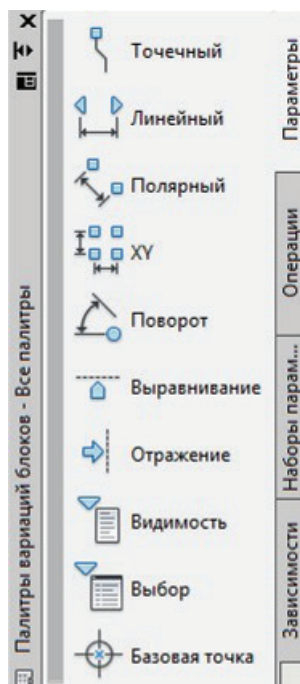 Точечный
Линейный
Полярный
XY
Поворот
Выравнивание
Отражение
Видимость
Выбор
Базовая точка
Параметры
Операции
Наборы парам...
Зависимости
Палитры вариаций блоков - Все палитры